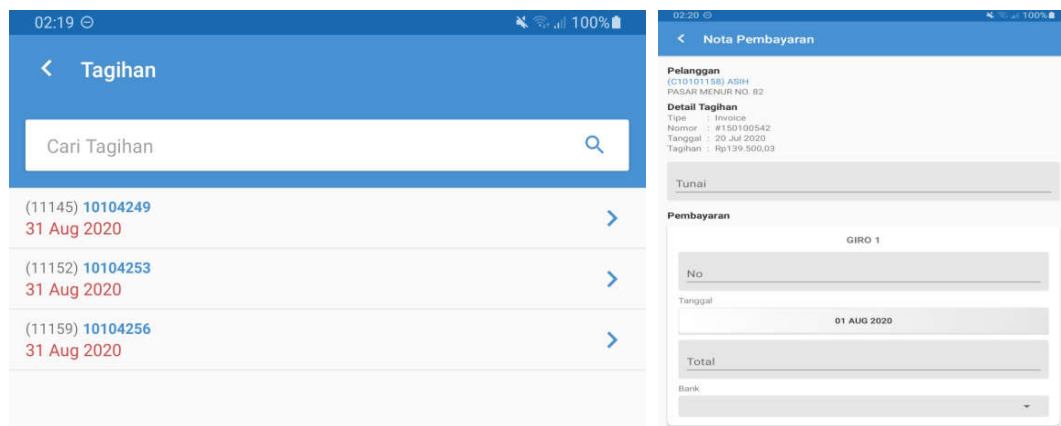 02:19 100%
Tagihan
Cari Tagihan
(11145) 10104249
31 Aug 2020
(11152) 10104253
31 Aug 2020
(11159) 10104256
31 Aug 2020
02:20 100%
Nota Pembayaran
Pelanggan
(C10101158) ASIH
PASAR MENUR NO. 82
Detail Tagihan
Tipe : Invoice
Nomor : #150100542
Tanggal : 20 Jul 2020
Tagihan : Rp139.500,03
Tunai
Pembayaran
GIRO 1
No
Tanggal
01 AUG 2020
Total
Bank